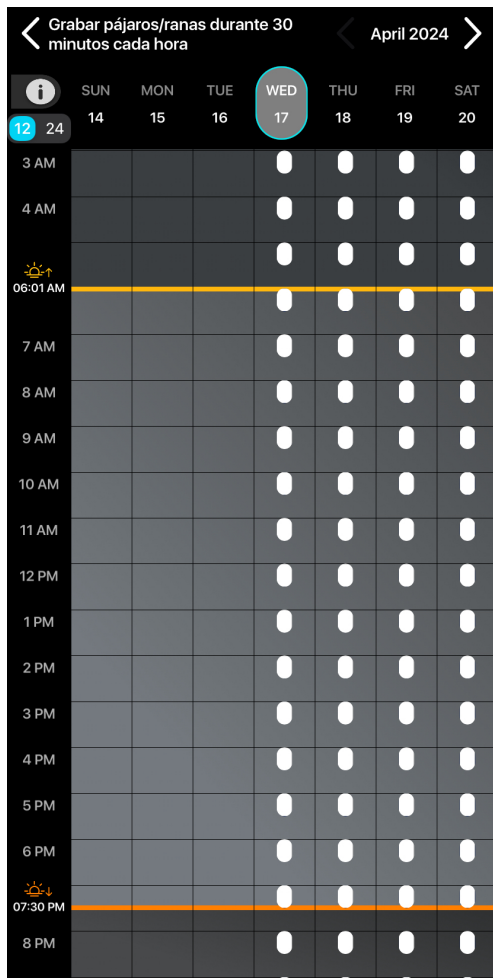 Grabar pájaros/ranas durante 30
minutos cada hora
April 2024
i
SUN MON TUE WED THU FRI SAT
12 24
14 15 16 17 18 19 20
3 AM
4 AM
06:01 AM
7 AM
8 AM
9 AM
10 AM
11 AM
12 PM
1 PM
2 PM
3 PM
4 PM
5 PM
6 PM
07:30 PM
8 PM